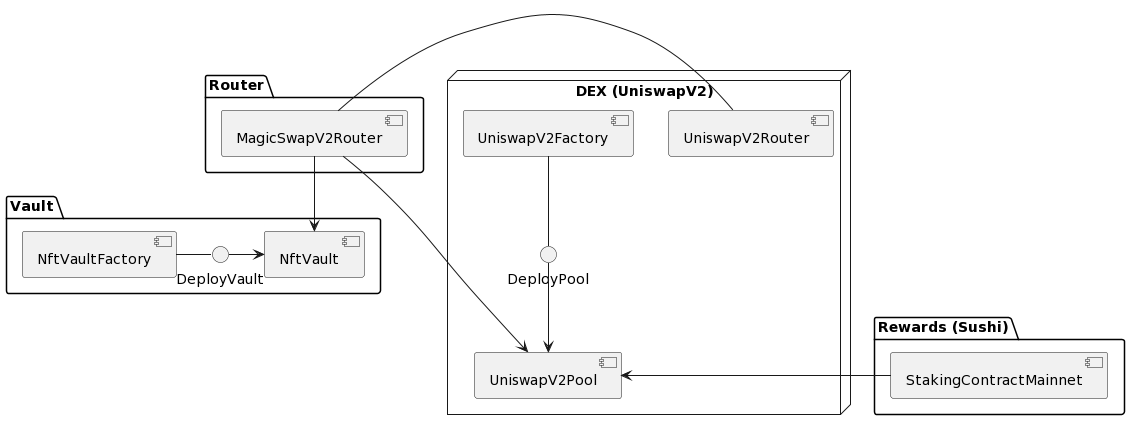 Router
DEX (UniswapV2)
MagicSwapV2Router
UniswapV2Factory
UniswapV2Router
Vault
NftVaultFactory
DeployVault
NftVault
DeployPool
Rewards (Sushi)
UniswapV2Pool
StakingContractMainnet